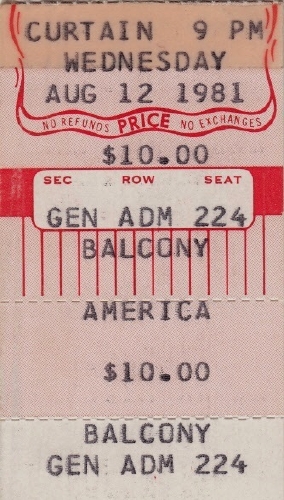 CURTAIN 9 PM
WEDNESDAY
AUG 12 1981
NO REFUNDS PRICE NO EXCHANGES
$10.00
SEC ROW SEAT
GEN ADM 224
BALCONY
AMERICA
$10.00
BALCONY
GEN ADM 224